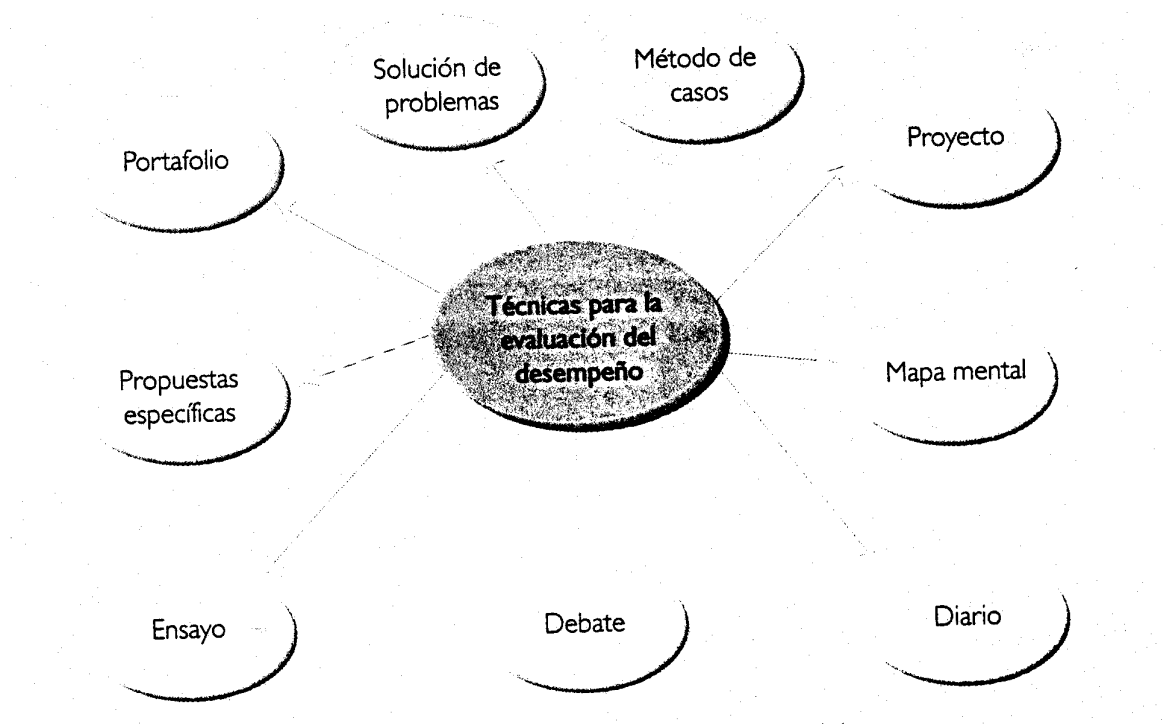 Solución de
problemas
Método de
casos
Portafolio
Proyecto
Técnicas para la
evaluación del
desempeño
Propuestas
específicas
Mapa mental
Ensayo
Debate
Diario